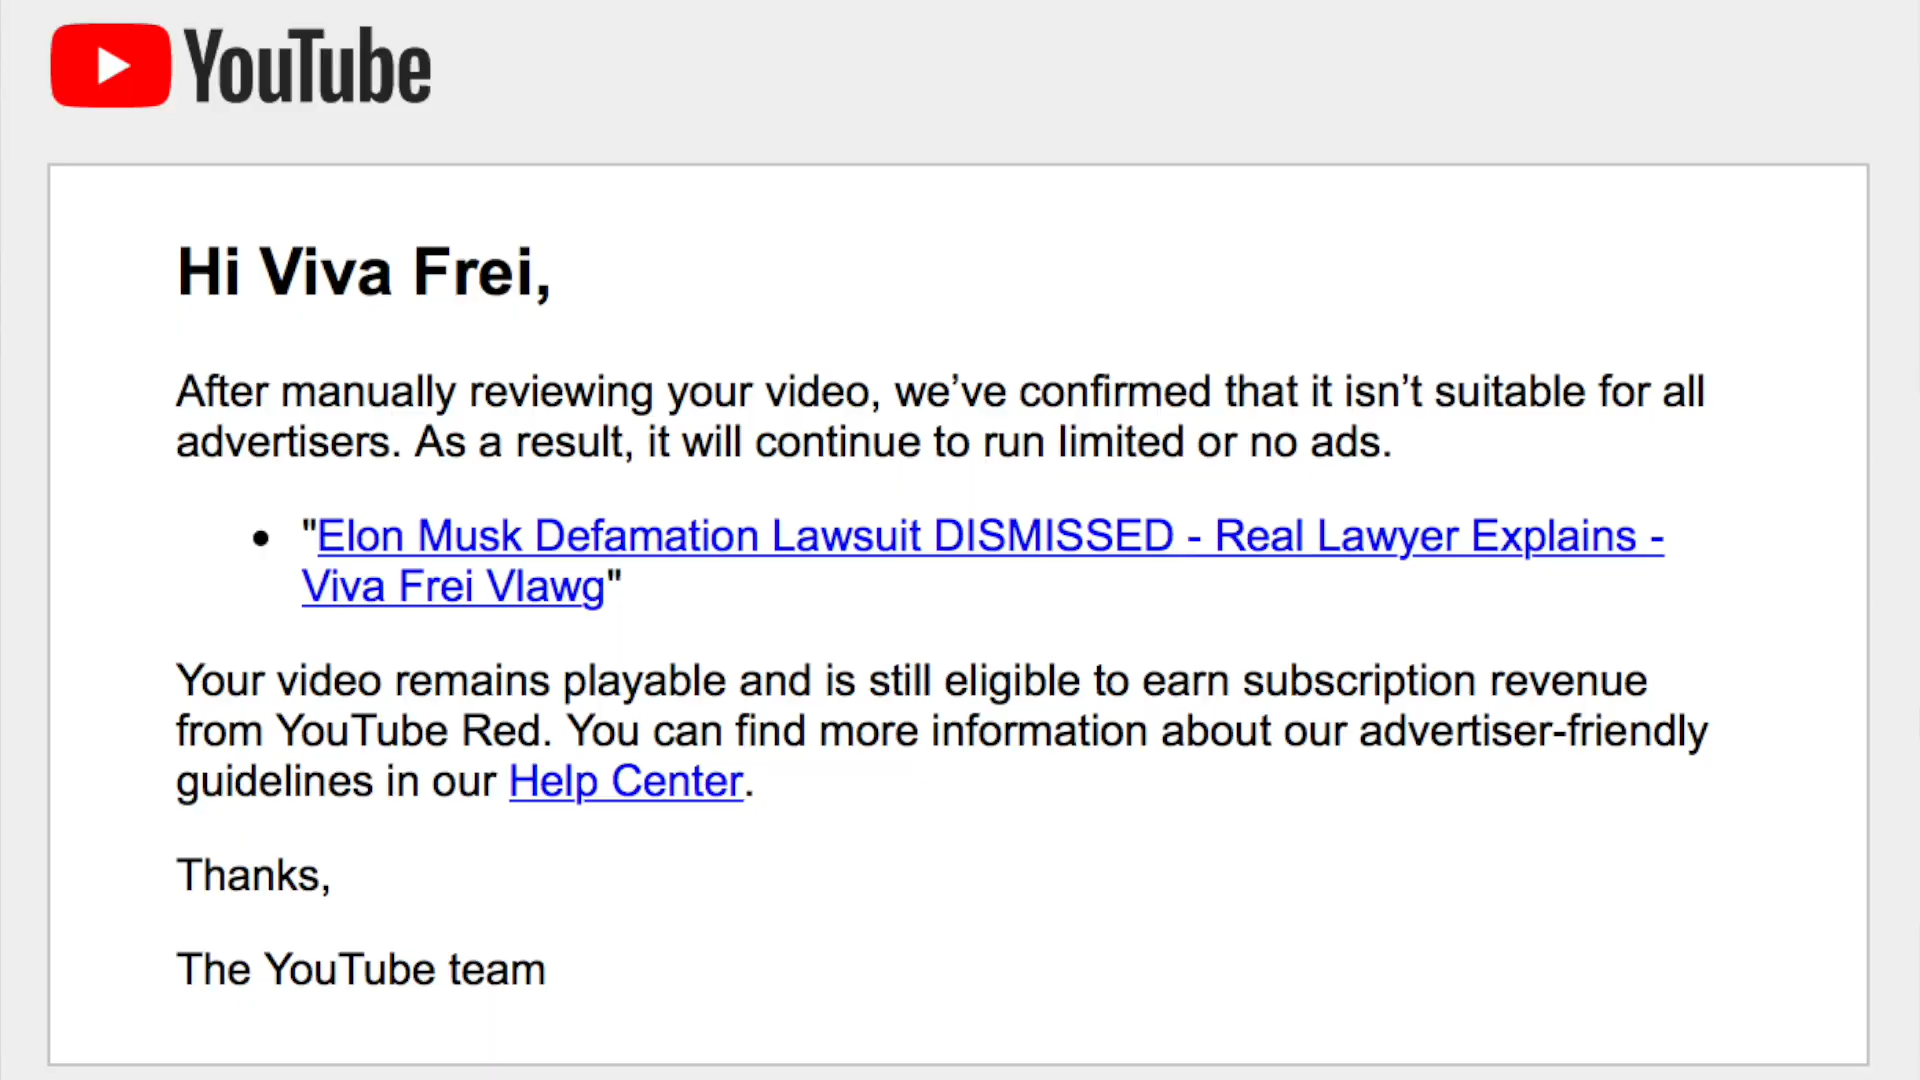 YouTube
Hi Viva Frei,
After manually reviewing your video, we’ve confirmed that it isn’t suitable for all
advertisers. As a result, it will continue to run limited or no ads.
• "Elon Musk Defamation Lawsuit DISMISSED - Real Lawyer Explains -
Viva Frei Vlawg"
Your video remains playable and is still eligible to earn subscription revenue
from YouTube Red. You can find more information about our advertiser-friendly
guidelines in our Help Center.
Thanks,
The YouTube team